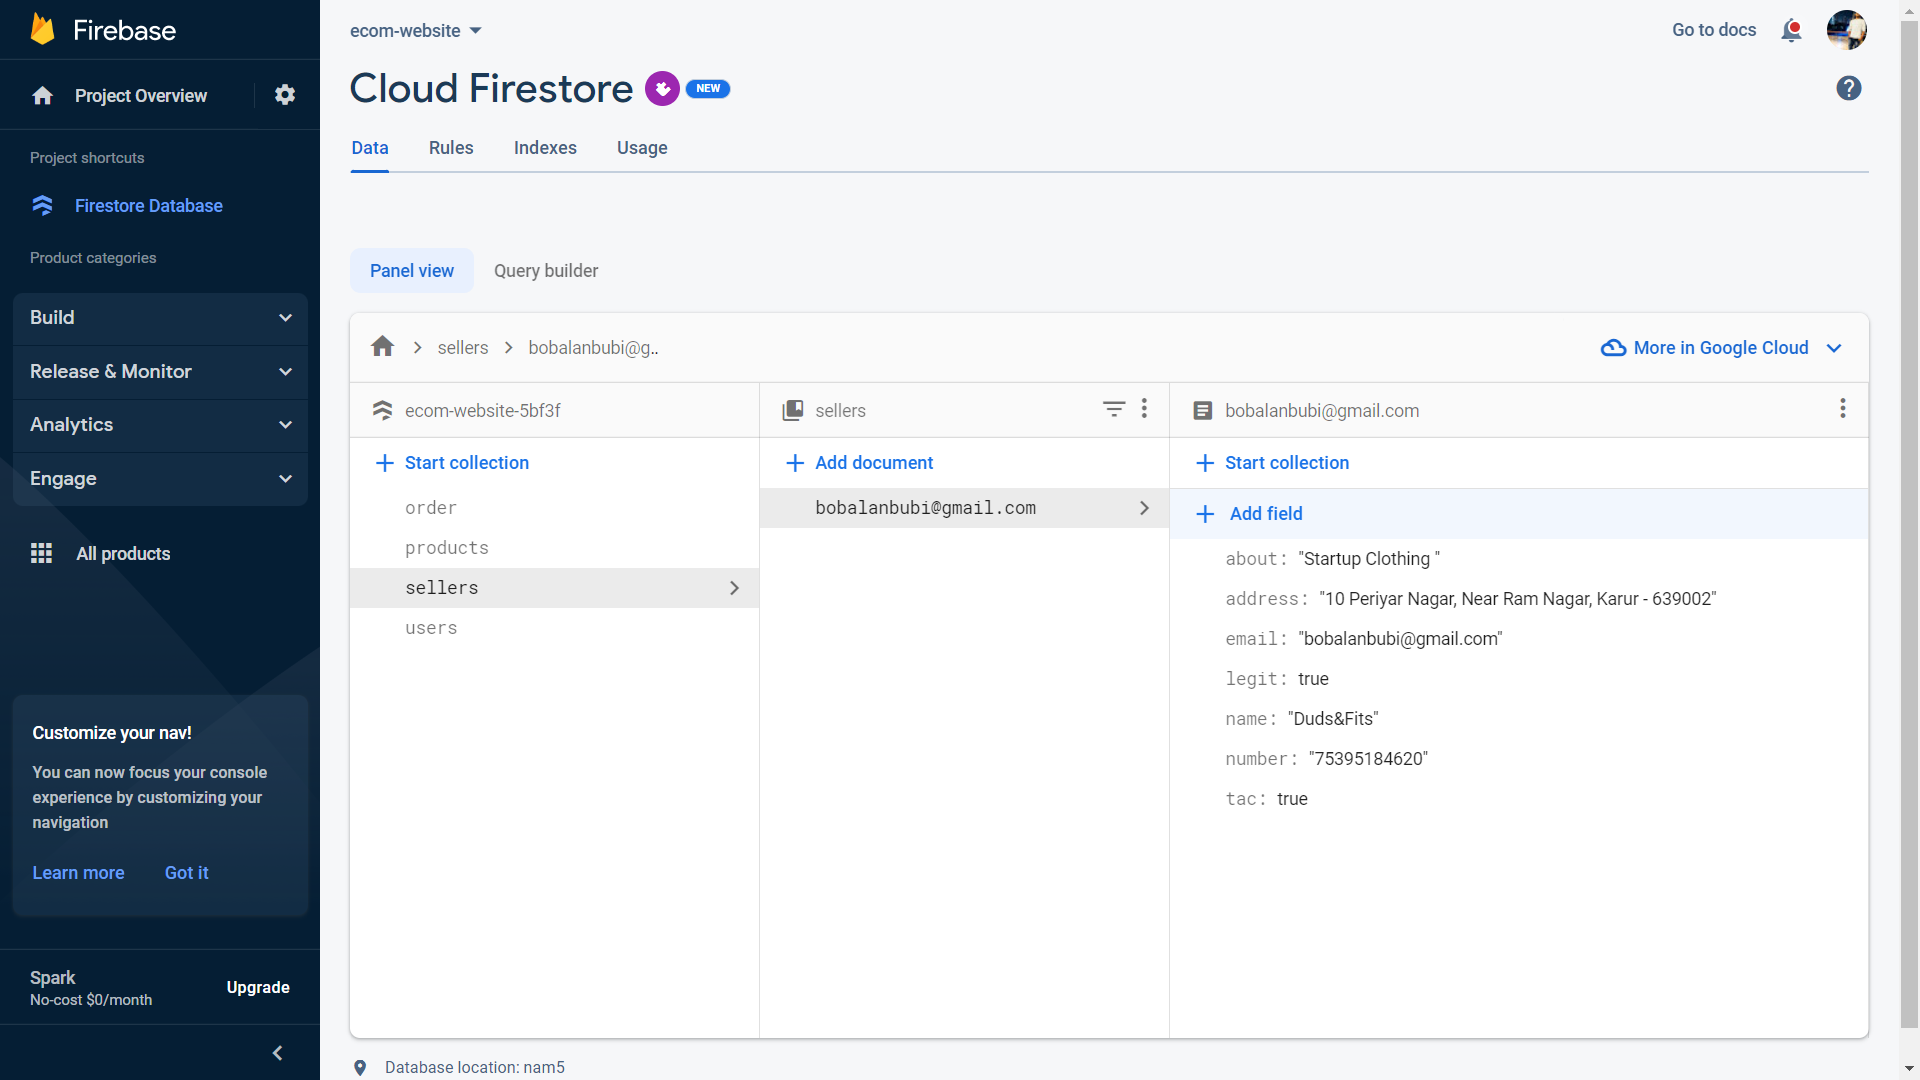 Firebase
Project Overview
Project shortcuts
Firestore Database
Product categories
Build
Release & Monitor
Analytics
Engage
All products
Customize your nav!
You can now focus your console
experience by customizing your
navigation
Learn more Got it
Spark
No-cost $0/month
Upgrade
ecom-website
Go to docs
Cloud Firestore NEW
Data Rules Indexes Usage
Panel view Query builder
sellers bobalanbubi@g..
More in Google Cloud
ecom-website-5bf3f
Start collection
order
products
sellers
users
sellers
Add document
bobalanbubi@gmail.com
bobalanbubi@gmail.com
Start collection
Add field
about: "Startup Clothing "
address: "10 Periyar Nagar, Near Ram Nagar, Karur - 639002"
email: "bobalanbubi@gmail.com"
legit: true
name: "Duds&Fits"
number: "75395184620"
tac: true
Database location: nam5